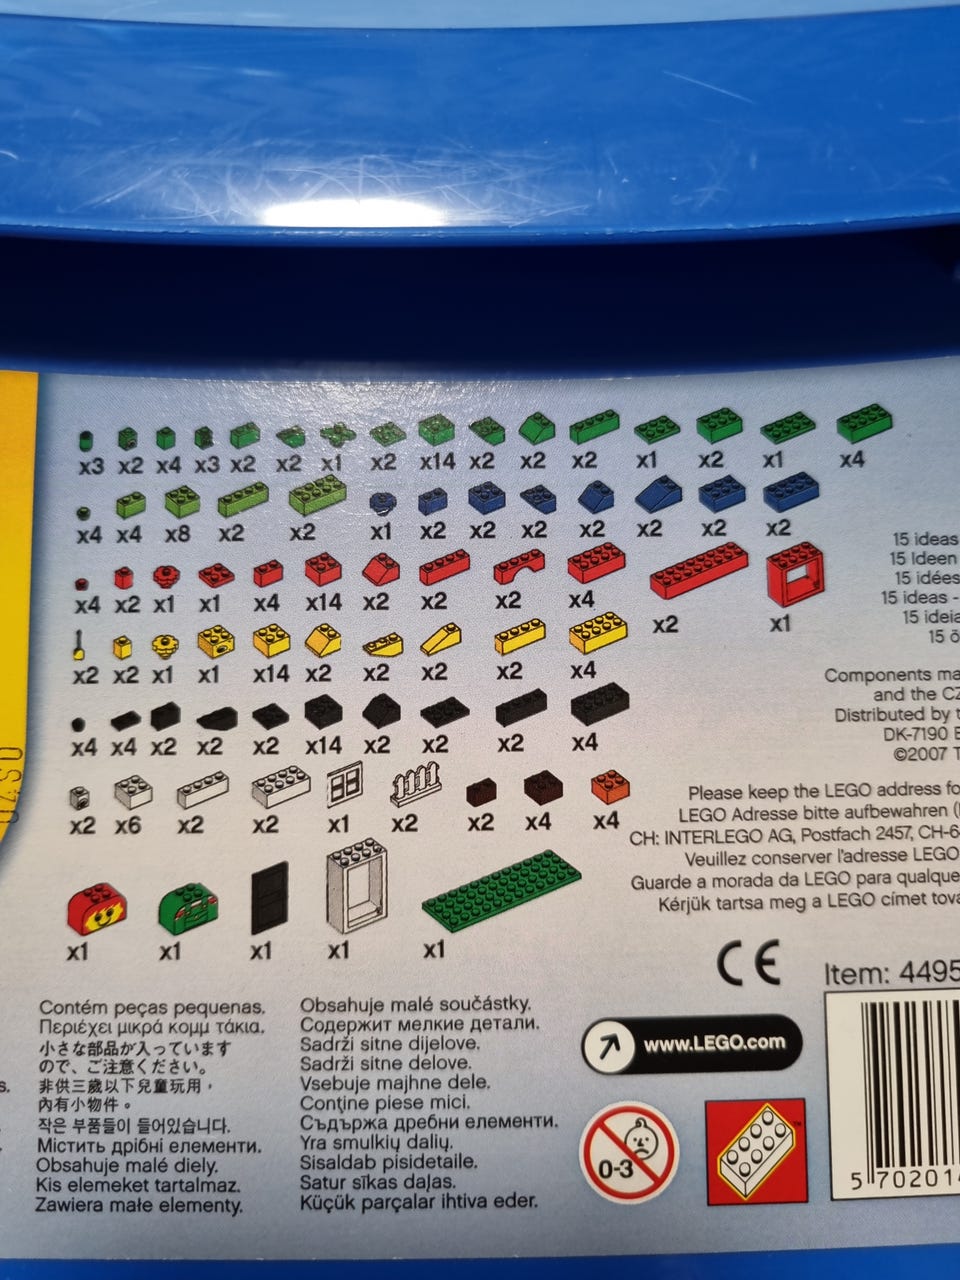 x3 x2 x4 x3 x2 x2 x1 x2 x14 x2 x2 x2 x1 x2 x1 x4
x4 x4 x8 x2 x2 x1 x2 x2 x2 x2 x2 x2 x2
x4 x2 x1 x1 x4 x14 x2 x2 x2 x4 x2 x1
x2 x2 x1 x1 x14 x2 x2 x2 x2 x4
x4 x4 x2 x2 x2 x14 x2 x2 x2 x4
x2 x6 x2 x2 x1 x2 x2 x4 x4
x1 x1 x1 x1 x1
15 ideas
15 Ideen
15 idées
15 ideas -
15 ideia
15
Components ma
and the CZ
Distributed by t
DK-7190 B
©2007 T
Please keep the LEGO address fo
LEGO Adresse bitte aufbewahren (
CH: INTERLEGO AG, Postfach 2457, CH-6
Veuillez conserver l'adresse LEGO
Guarde a morada da LEGO para qualque
Kérjük tartsa meg a LEGO címet tova
CE
Item: 4495
Contém peças pequenas.
Περιέχει μικρά κομμ τάκια.
小さな部品が入っています
ので、ご注意ください。
非供三歲以下兒童玩用，
內有小物件。
작은 부품들이 들어있습니다.
Містить дрібні елементи.
Obsahuje malé diely.
Kis elemeket tartalmaz.
Zawiera małe elementy.
Obsahuje malé součástky.
Содержит мелкие детали.
Sadrži sitne dijelove.
Sadrži sitne delove.
Vsebuje majhne dele.
Conţine piese mici.
Съдържа дребни елементи.
Yra smulkių dalių.
Sisaldab pisidetaile.
Satur sīkas daļas.
Küçük parçalar ihtiva eder.
www.LEGO.com
0-3
5 702014